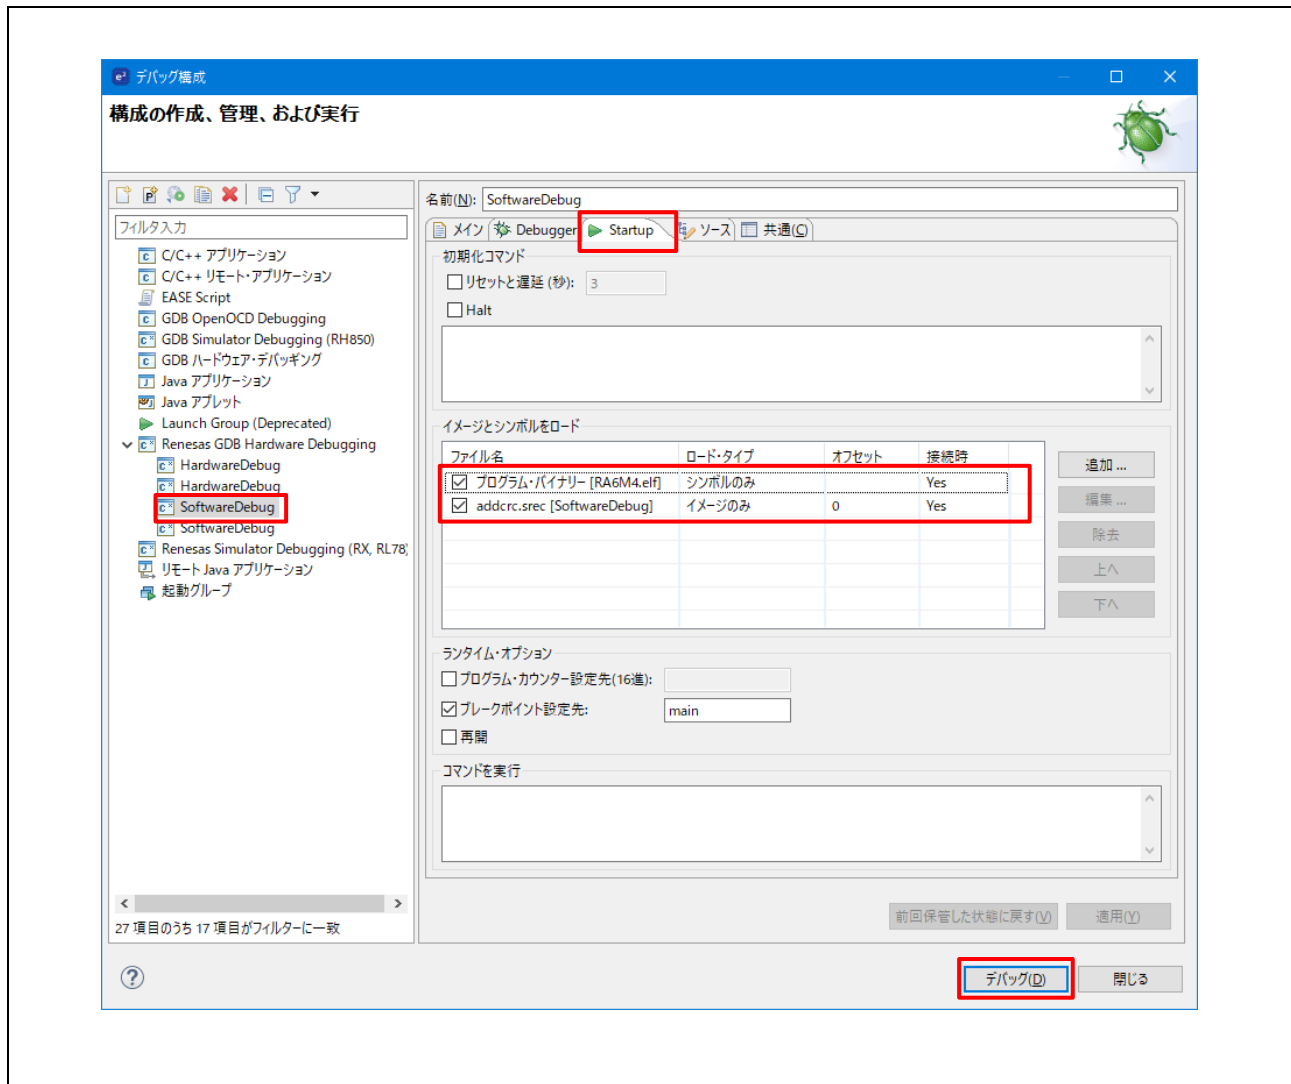 e² デバッグ構成
構成の作成、管理、および実行
フィルタ入力
C/C++ アプリケーション
C/C++ リモート・アプリケーション
EASE Script
GDB OpenOCD Debugging
GDB Simulator Debugging (RH850)
GDB ハードウェア・デバッギング
Java アプリケーション
Java アプレット
Launch Group (Deprecated)
Renesas GDB Hardware Debugging
HardwareDebug
HardwareDebug
SoftwareDebug
SoftwareDebug
Renesas Simulator Debugging (RX, RL78)
リモート Java アプリケーション
起動グループ
27 項目のうち 17 項目がフィルターに一致
名前(N): SoftwareDebug
メイン Debugger Startup ソース 共通(C)
初期化コマンド
リセットと遅延 (秒): 3
Halt
イメージとシンボルをロード
ファイル名 ロード・タイプ オフセット 接続時
プログラム・バイナリー [RA6M4.elf] シンボルのみ Yes
addcrc.srec [SoftwareDebug] イメージのみ 0 Yes
追加 ...
編集 ...
除去
上へ
下へ
ランタイム・オプション
プログラム・カウンター設定先(16進):
ブレークポイント設定先: main
再開
コマンドを実行
前回保管した状態に戻す(V) 適用(Y)
デバッグ(D) 閉じる